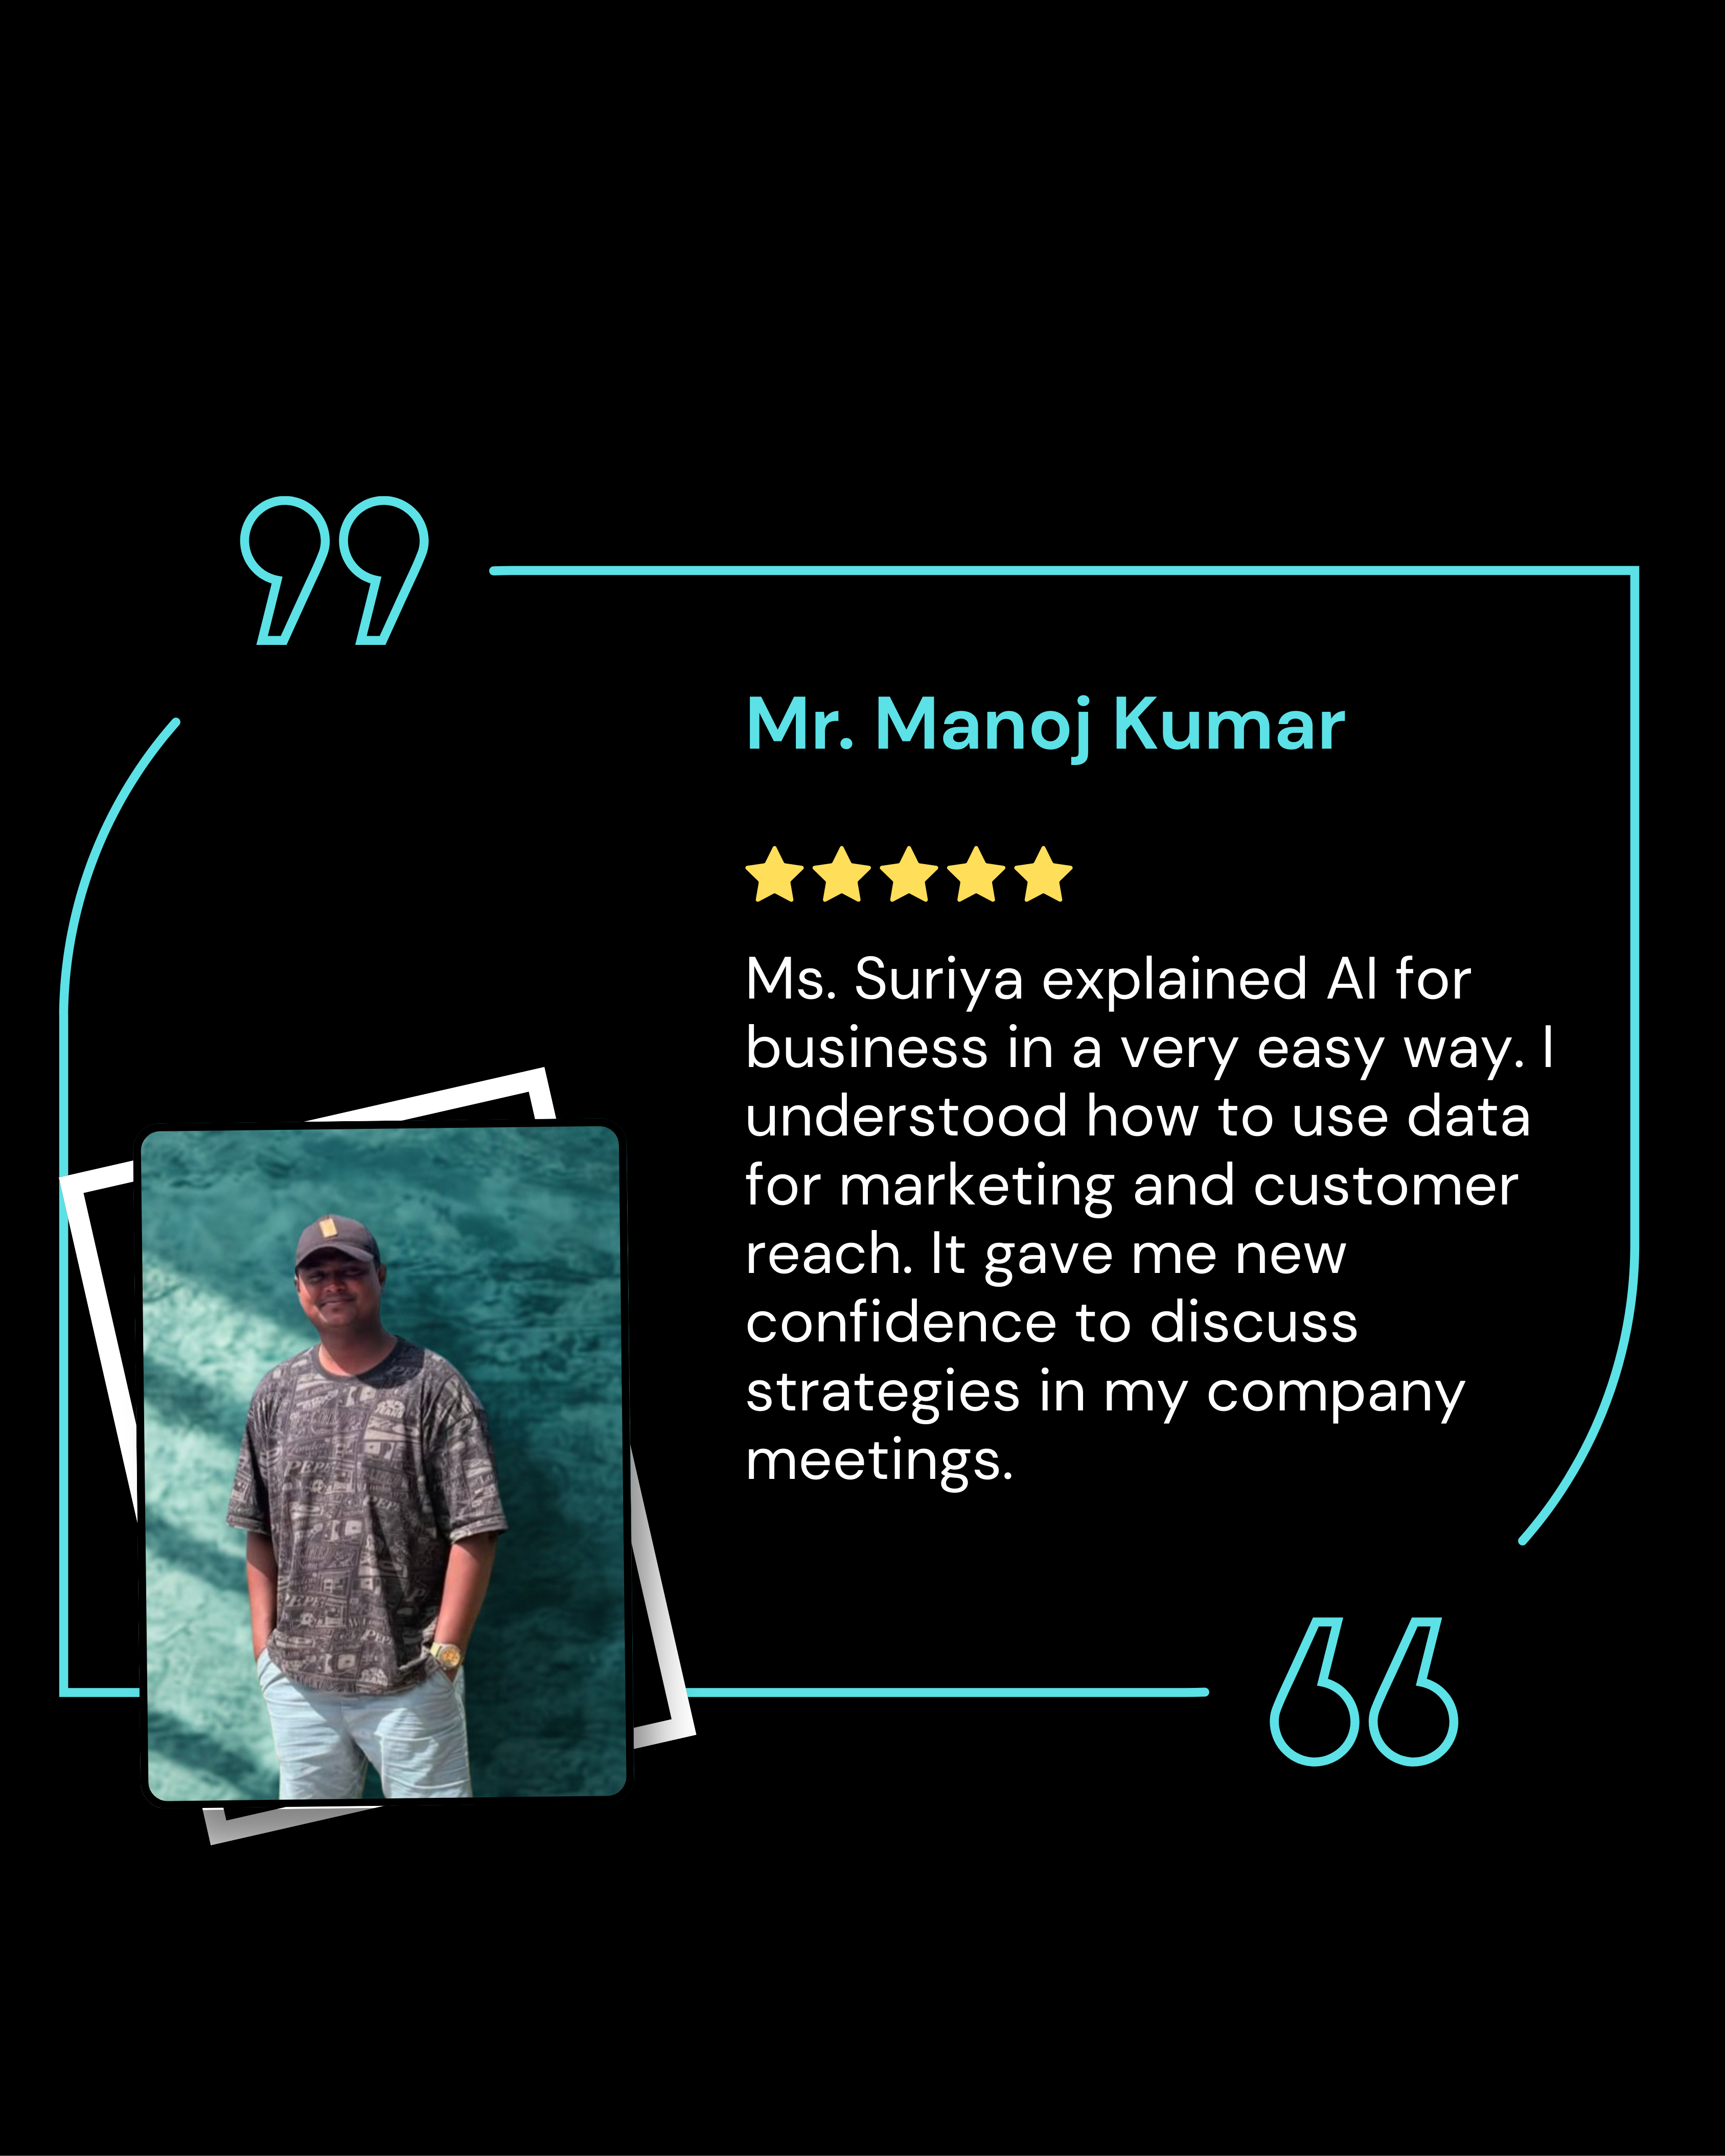 Mr. Manoj Kumar
Ms. Suriya explained AI for
business in a very easy way. I
understood how to use data
for marketing and customer
reach. It gave me new
confidence to discuss
strategies in my company
meetings.